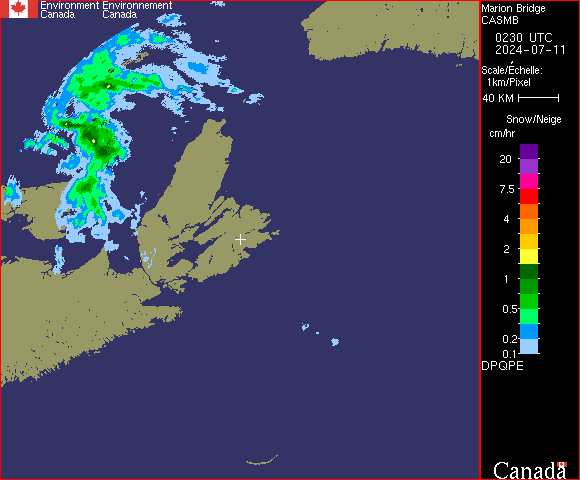 Environment Environnement
Canada Canada
Marion Bridge
CASMB
0230 UTC
2024-07-11
Scale/Échelle:
1km/Pixel
40 KM
Snow/Neige
cm/hr
20
7.5
4
2
1
0.5
0.2
0.1
DPQPE
Canada